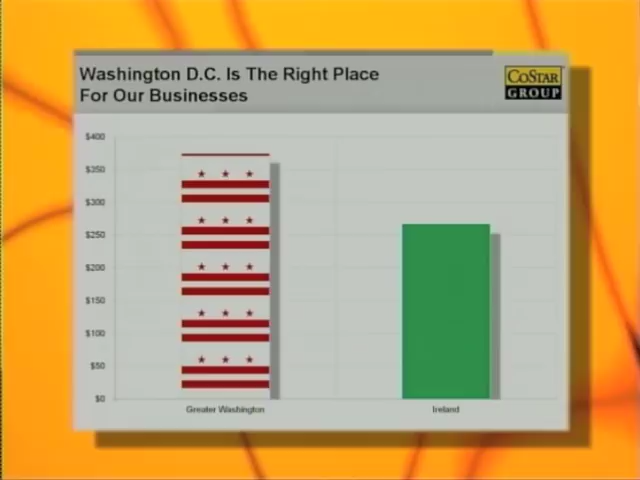 Washington D.C. Is The Right Place
For Our Businesses
COSTAR
GROUP
$400
$350
$300
$250
$200
$150
$100
$50
$0
Greater Washington
Ireland